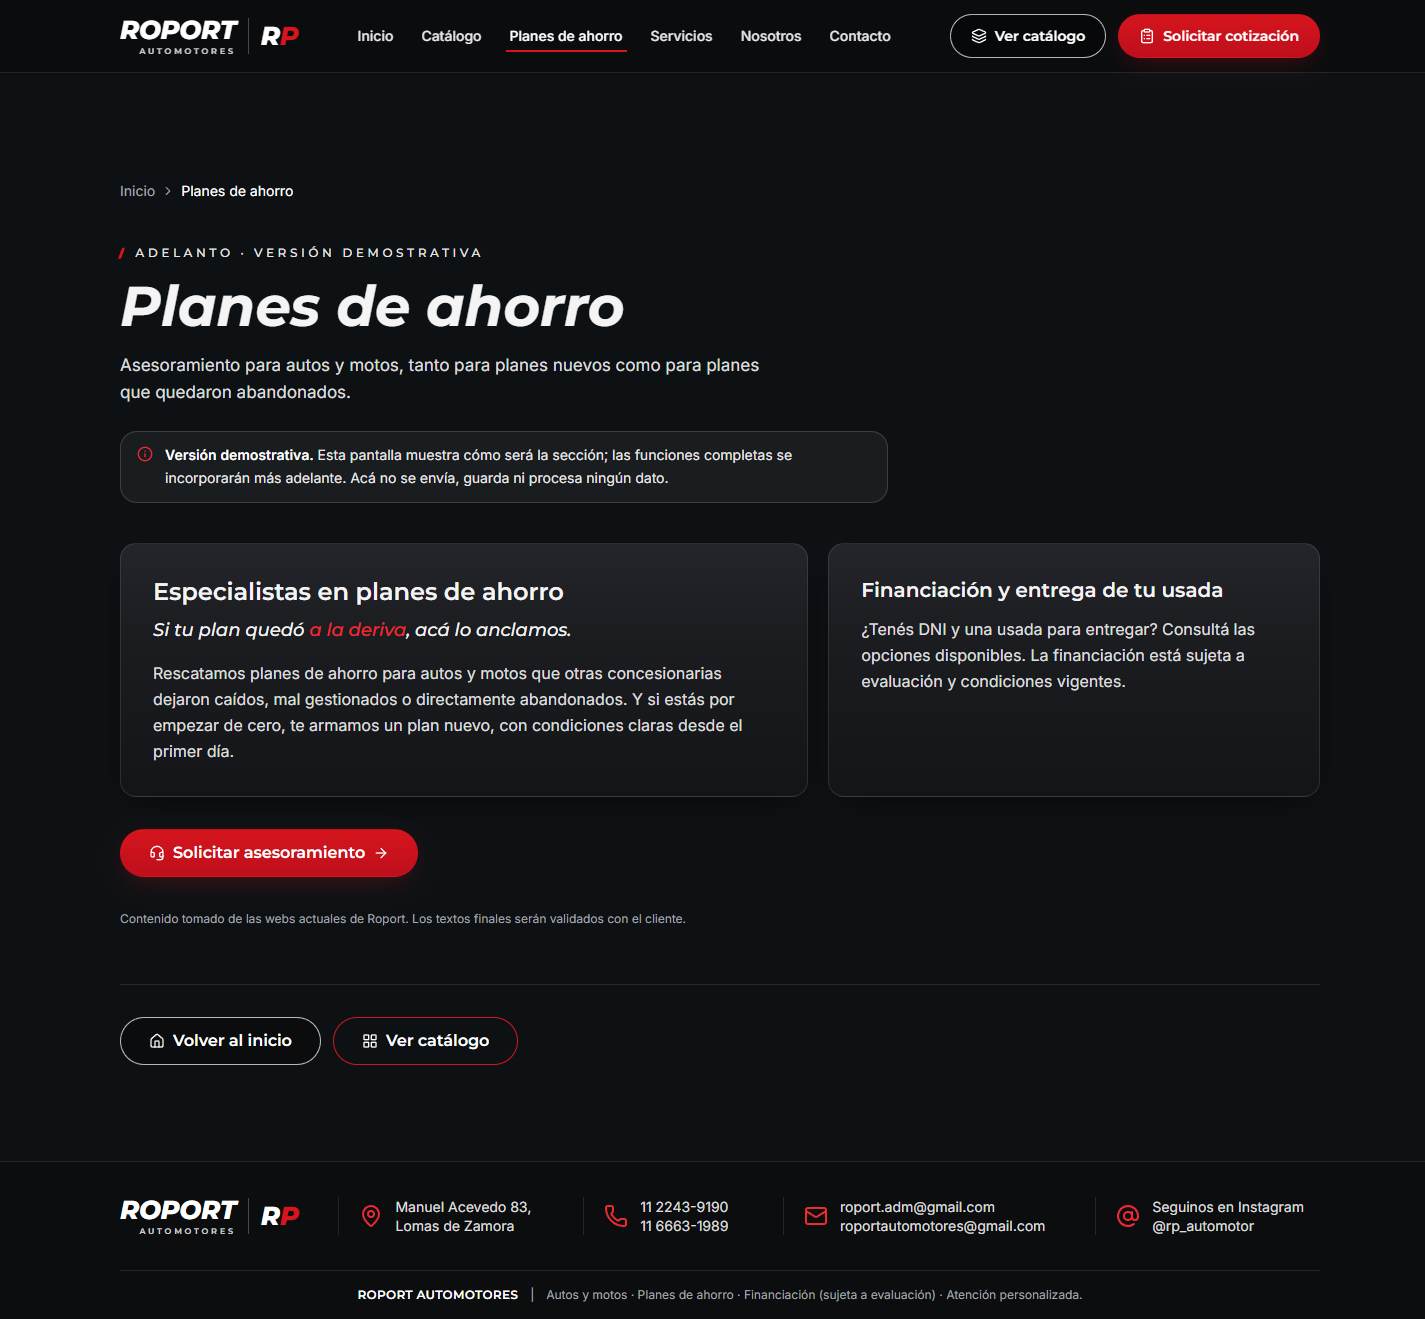 ROPORT
AUTOMOTORES
RP
Inicio
Catálogo
Planes de ahorro
Servicios
Nosotros
Contacto
Ver catálogo
Solicitar cotización
Inicio > Planes de ahorro
/ ADELANTO · VERSIÓN DEMOSTRATIVA
Planes de ahorro
Asesoramiento para autos y motos, tanto para planes nuevos como para planes
que quedaron abandonados.
Versión demostrativa. Esta pantalla muestra cómo será la sección; las funciones completas se
incorporarán más adelante. Acá no se envía, guarda ni procesa ningún dato.
Especialistas en planes de ahorro
Si tu plan quedó a la deriva, acá lo anclamos.
Rescatamos planes de ahorro para autos y motos que otras concesionarias
dejaron caídos, mal gestionados o directamente abandonados. Y si estás por
empezar de cero, te armamos un plan nuevo, con condiciones claras desde el
primer día.
Financiación y entrega de tu usada
¿Tenés DNI y una usada para entregar? Consultá las
opciones disponibles. La financiación está sujeta a
evaluación y condiciones vigentes.
Solicitar asesoramiento →
Contenido tomado de las webs actuales de Roport. Los textos finales serán validados con el cliente.
Volver al inicio
Ver catálogo
ROPORT
AUTOMOTORES
RP
Manuel Acevedo 83,
Lomas de Zamora
11 2243-9190
11 6663-1989
roport.adm@gmail.com
roportautomotores@gmail.com
Seguinos en Instagram
@rp_automotor
ROPORT AUTOMOTORES | Autos y motos · Planes de ahorro · Financiación (sujeta a evaluación) · Atención personalizada.